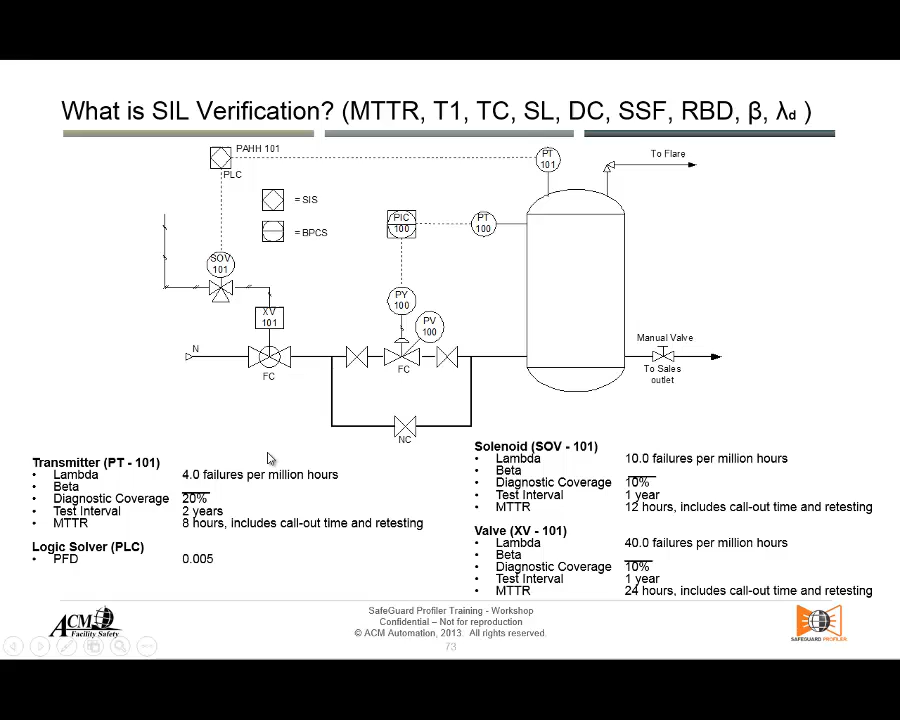 What is SIL Verification? (MTTR, T1, TC, SL, DC, SSF, RBD, β, λd )
PAHH 101
PLC
PT
101
To Flare
= SIS
= BPCS
PIC
100
PT
100
SOV
101
PY
100
PV
100
XV
101
N
FC
FC
NC
Manual Valve
To Sales
outlet
Transmitter (PT - 101)
• Lambda 4.0 failures per million hours
• Beta
• Diagnostic Coverage 20%
• Test Interval 2 years
• MTTR 8 hours, includes call-out time and retesting
Logic Solver (PLC)
• PFD 0.005
Solenoid (SOV - 101)
• Lambda 10.0 failures per million hours
• Beta
• Diagnostic Coverage 10%
• Test Interval 1 year
• MTTR 12 hours, includes call-out time and retesting
Valve (XV - 101)
• Lambda 40.0 failures per million hours
• Beta
• Diagnostic Coverage 10%
• Test Interval 1 year
• MTTR 24 hours, includes call-out time and retesting
ACM
Facility Safety
SafeGuard Profiler Training - Workshop
Confidential – Not for reproduction
© ACM Automation, 2013. All rights reserved.
73
SAFEGUARD PROFILER